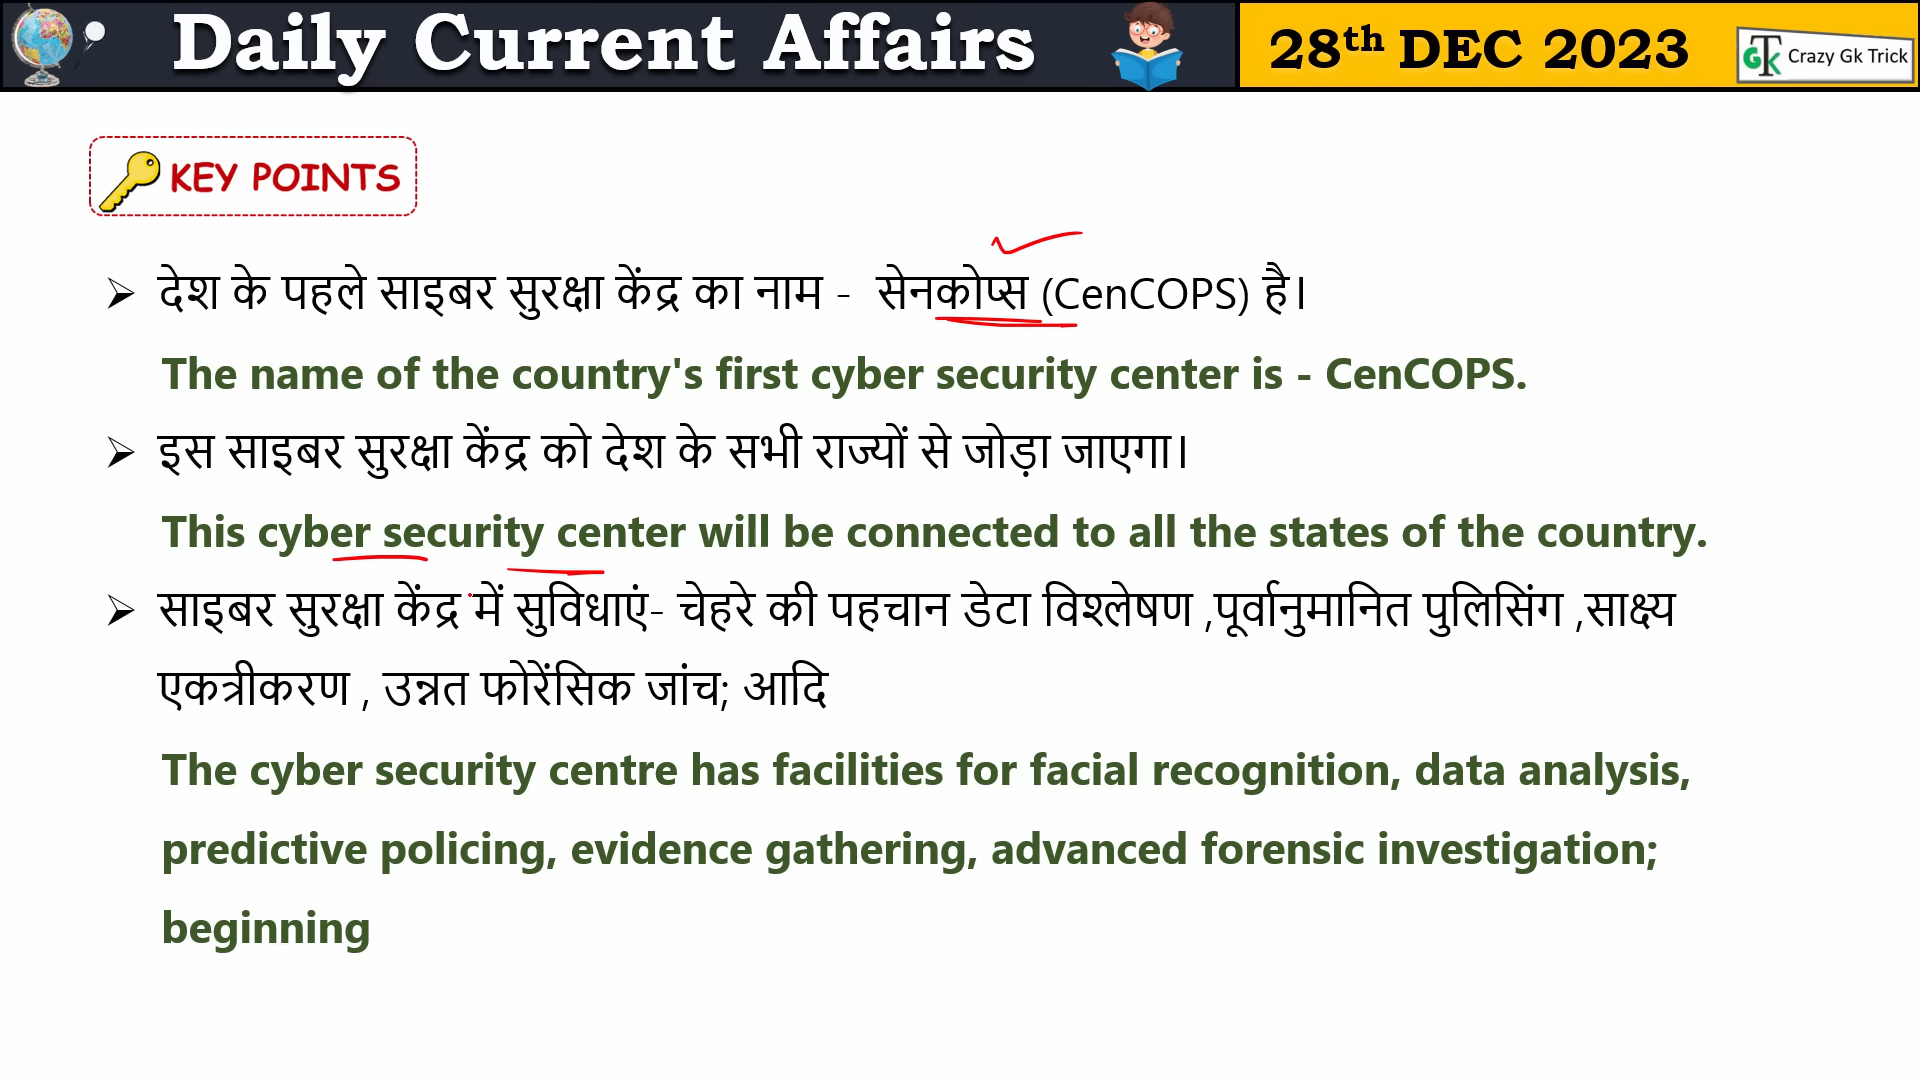 Daily Current Affairs
28th DEC 2023
GTK Crazy Gk Trick
KEY POINTS
➢ देश के पहले साइबर सुरक्षा केंद्र का नाम - सेनकोप्स (CenCOPS) है।
The name of the country's first cyber security center is - CenCOPS.
➢ इस साइबर सुरक्षा केंद्र को देश के सभी राज्यों से जोड़ा जाएगा।
This cyber security center will be connected to all the states of the country.
➢ साइबर सुरक्षा केंद्र में सुविधाएं- चेहरे की पहचान डेटा विश्लेषण ,पूर्वानुमानित पुलिसिंग ,साक्ष्य
एकत्रीकरण , उन्नत फोरेंसिक जांच; आदि
The cyber security centre has facilities for facial recognition, data analysis,
predictive policing, evidence gathering, advanced forensic investigation;
beginning